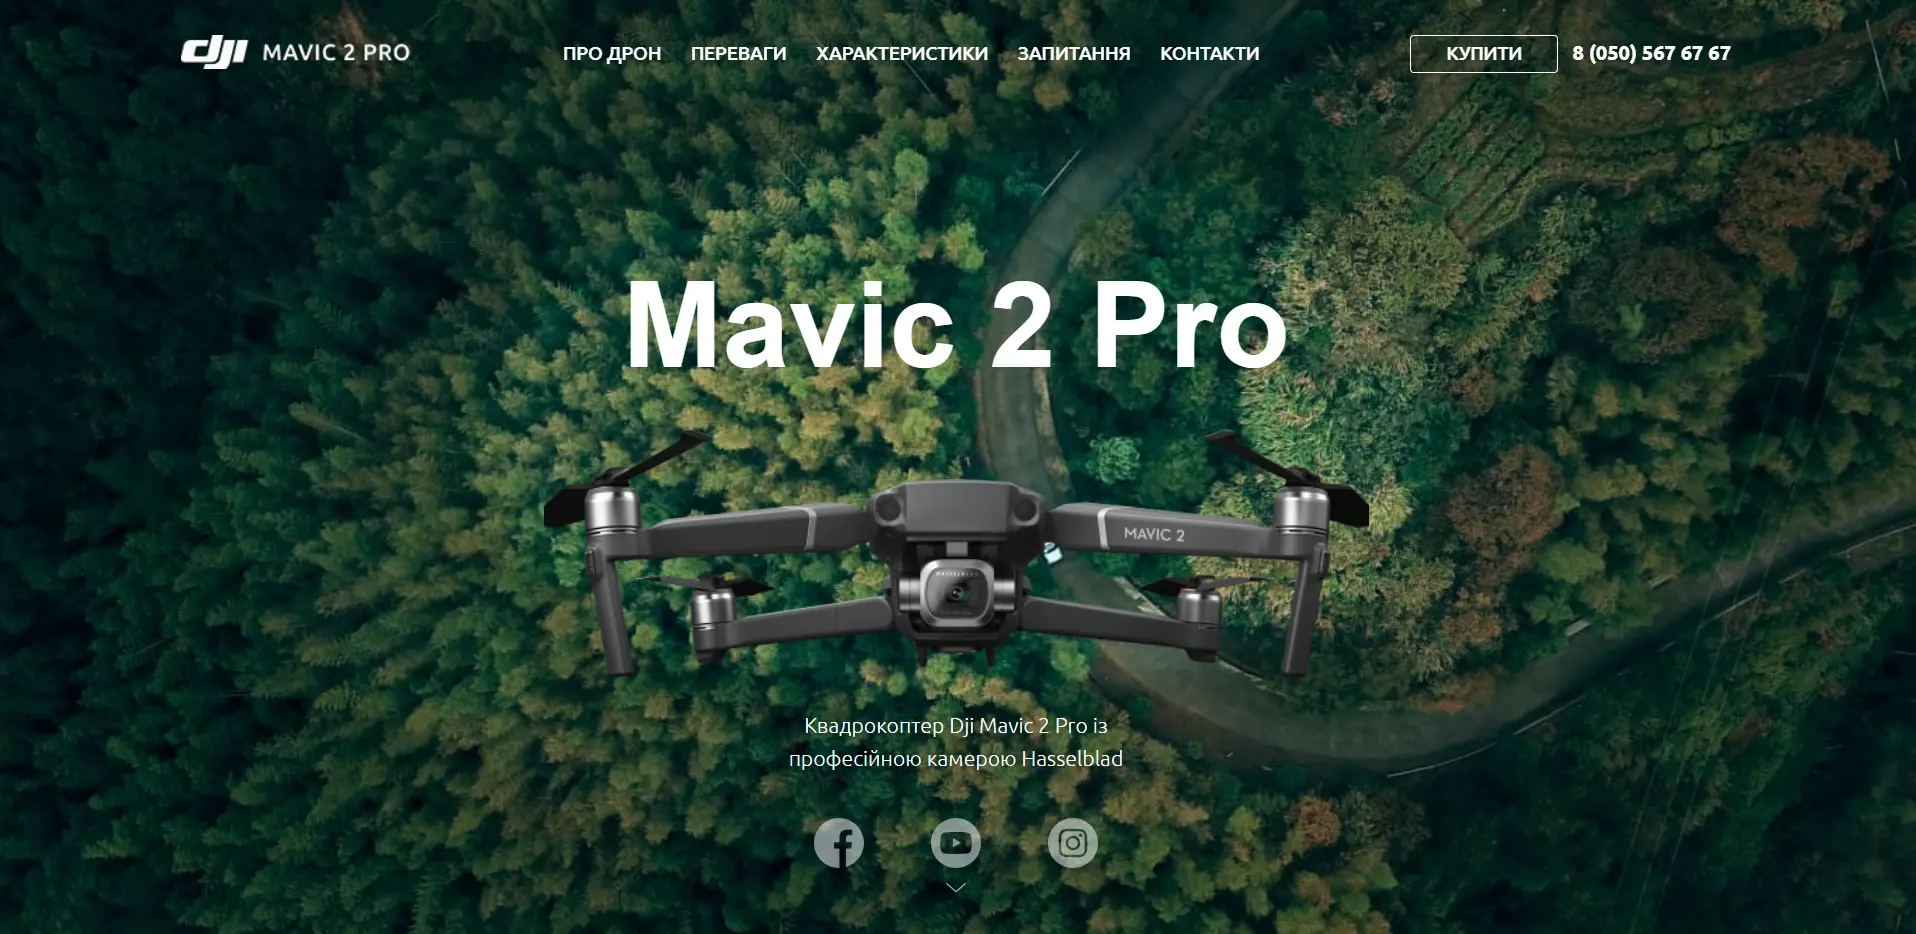 dji MAVIC 2 PRO
ПРО ДРОН ПЕРЕВАГИ ХАРАКТЕРИСТИКИ ЗАПИТАННЯ КОНТАКТИ
КУПИТИ 8 (050) 567 67 67
Mavic 2 Pro
MAVIC 2
HASSELBLAD
Квадрокоптер Dji Mavic 2 Pro із
професійною камерою Hasselblad